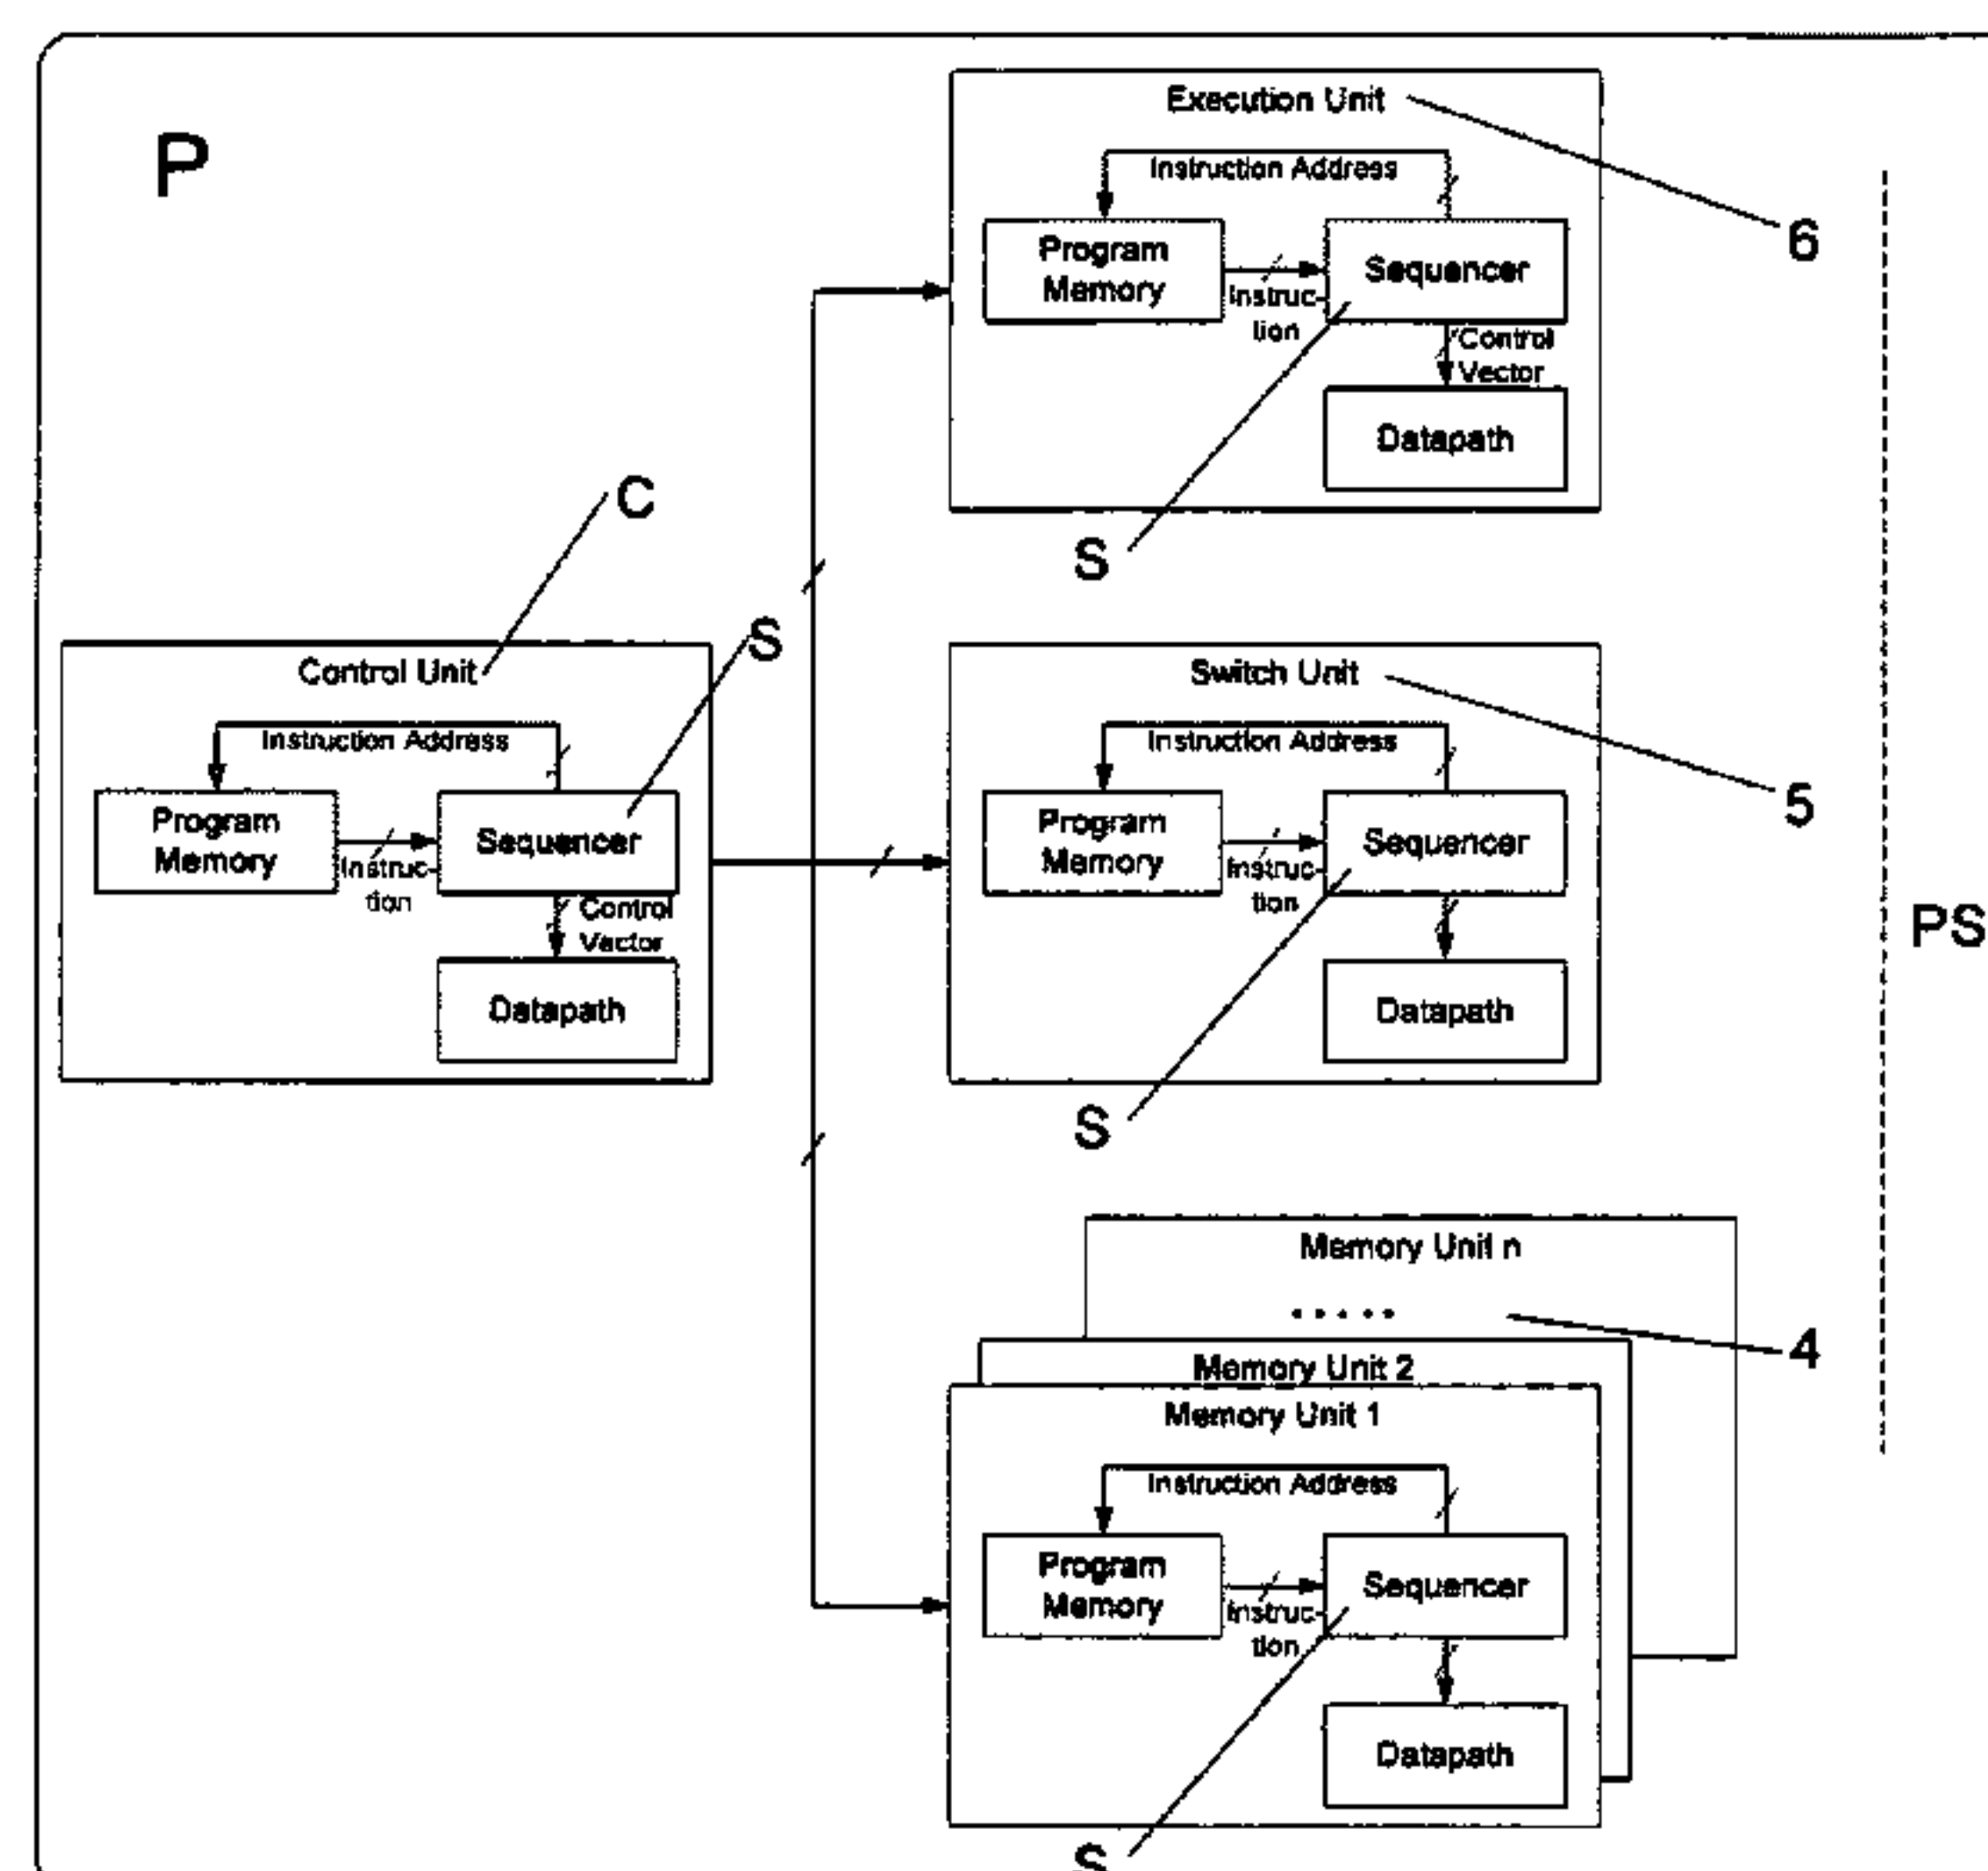 P
Execution Unit
Instruction Address
6
Program
Memory
Instruc-
tion
Sequencer
Control
Vector
Datapath
S
C
S
Control Unit
Instruction Address
Program
Memory
Instruc-
tion
Sequencer
Control
Vector
Datapath
Switch Unit
Instruction Address
5
Program
Memory
Instruc-
tion
Sequencer
Datapath
S
PS
Memory Unit n
.....
4
Memory Unit 2
Memory Unit 1
Instruction Address
Program
Memory
Instruc-
tion
Sequencer
Datapath
S